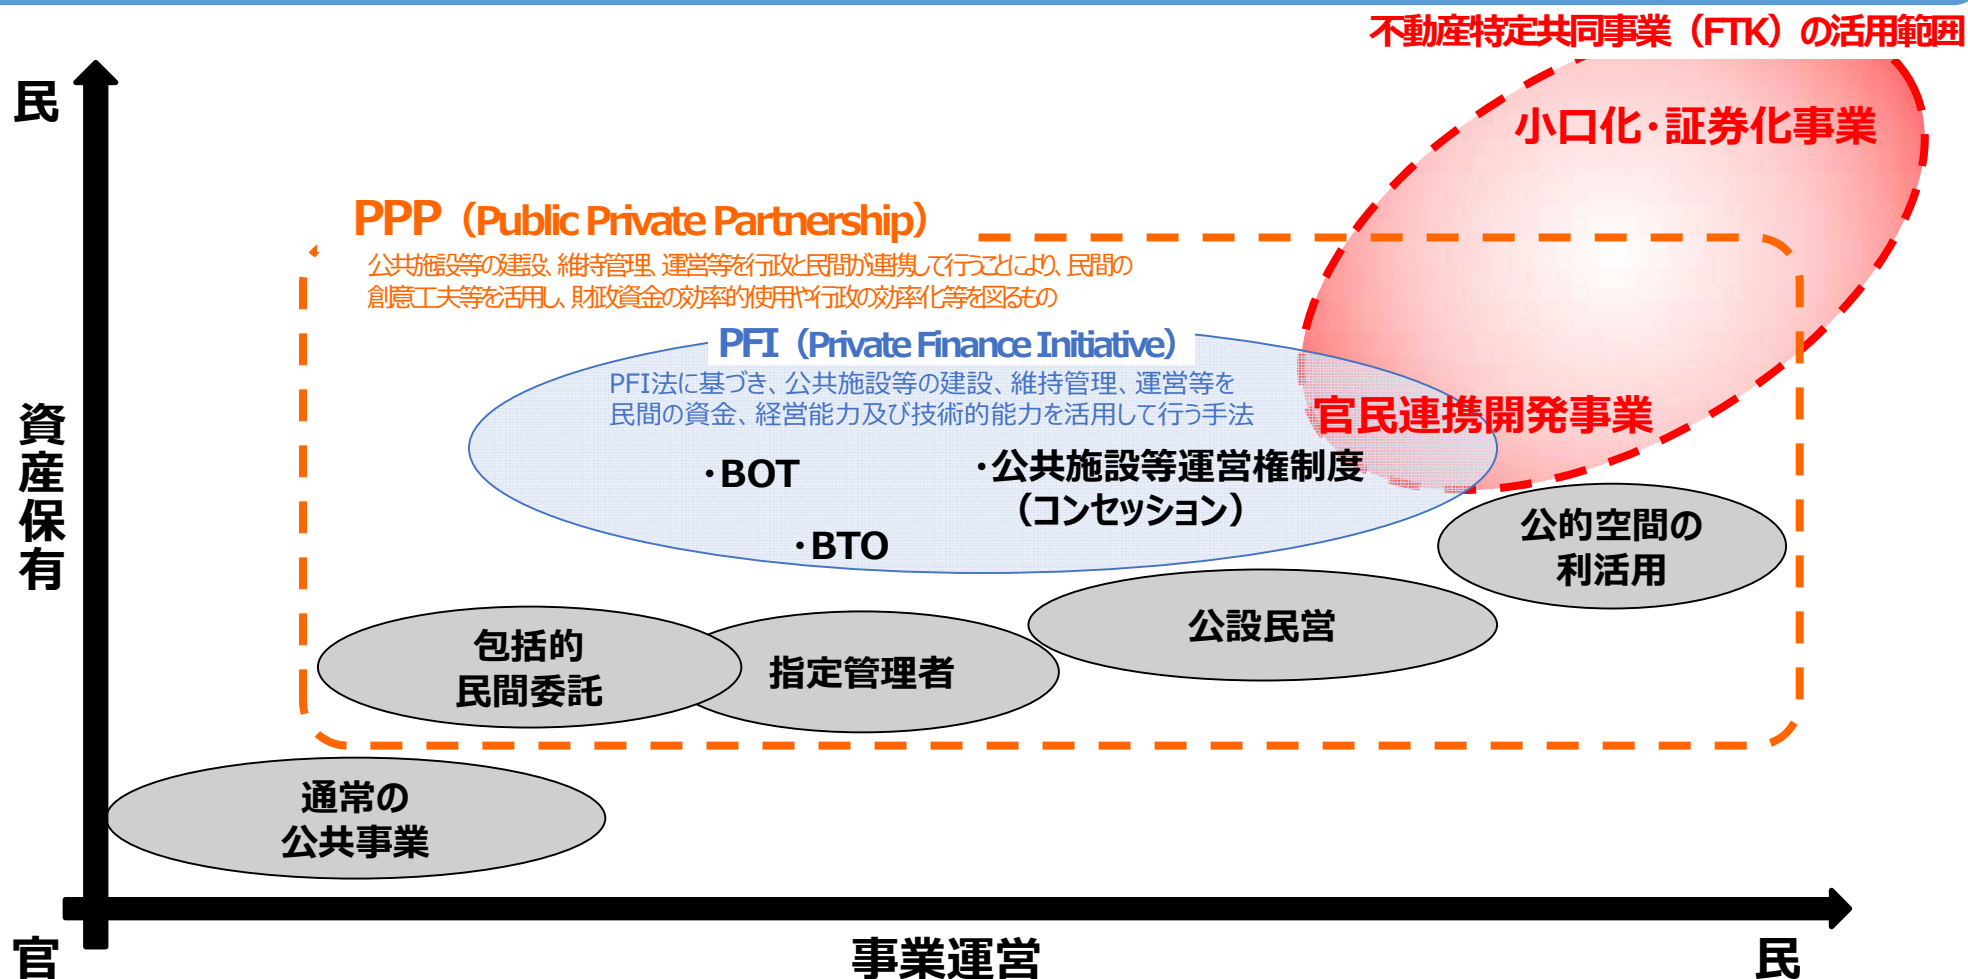 不動産特定共同事業（FTK）の活用範囲
民
小口化・証券化事業
PPP（Public Private Partnership）
公共施設等の建設、維持管理、運営等を行政と民間が連携して行うことにより、民間の
創意工夫等を活用し、財政資金の効率的使用や行政の効率化等を図るもの
PFI（Private Finance Initiative）
PFI法に基づき、公共施設等の建設、維持管理、運営等を
民間の資金、経営能力及び技術的能力を活用して行う手法
官民連携開発事業
・BOT
・公共施設等運営権制度
（コンセッション）
・BTO
資産保有
公的空間の
利活用
公設民営
包括的
民間委託
指定管理者
通常の
公共事業
官
事業運営
民